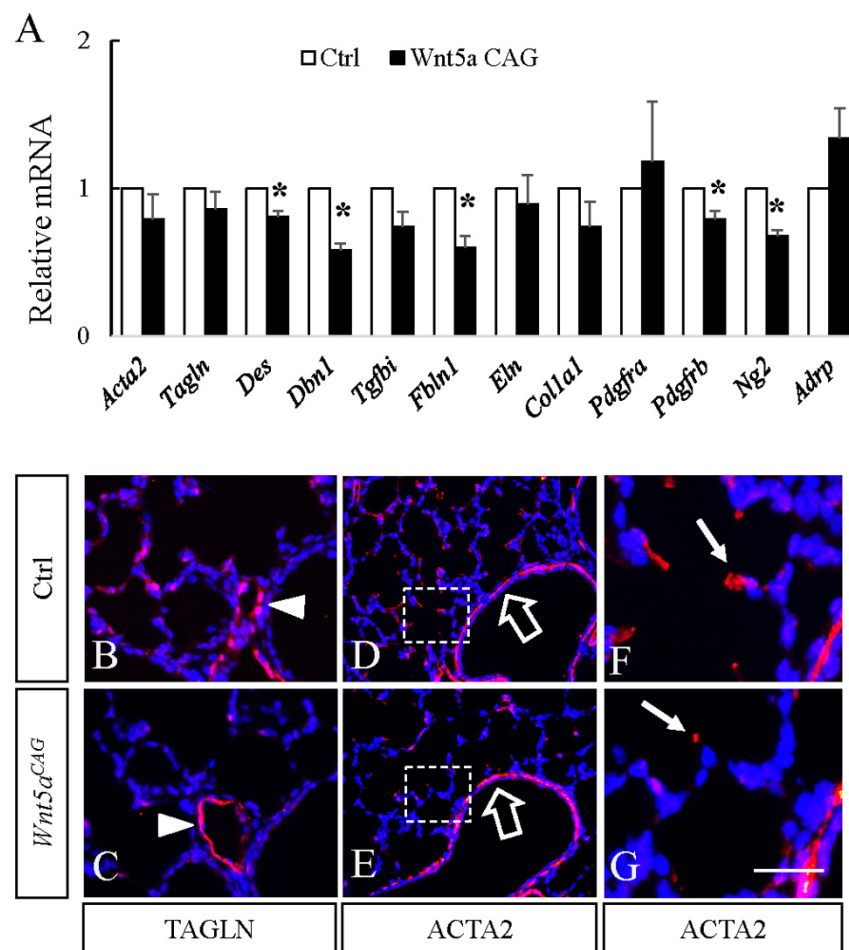 A
2
Ctrl
Wnt5a CAG
Relative mRNA
1
0
*
*
*
*
*
Acta2
Tagln
Des
Dbn1
Tgfbi
Fbln1
Eln
Col1a1
Pdgfra
Pdgfrb
Ng2
Adrp
Ctrl
B
D
F
Wnt5a^CAG
C
E
G
TAGLN
ACTA2
ACTA2